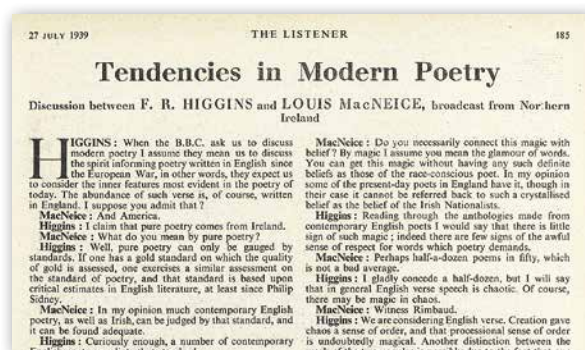 27 JULY 1939
THE LISTENER
185
Tendencies in Modern Poetry
Discussion between F. R. HIGGINS and LOUIS MacNEICE, broadcast from Northern
Ireland
HIGGINS : When the B.B.C. ask us to discuss
modern poetry I assume they mean us to discuss
the spirit informing poetry written in English since
the European War, in other words, they expect us
to consider the inner features most evident in the poetry of
today. The abundance of such verse is, of course, written
in England. I suppose you admit that ?
MacNeice : And America.
Higgins : I claim that pure poetry comes from Ireland.
MacNeice : What do you mean by pure poetry?
Higgins : Well, pure poetry can only be gauged by
standards. If one has a gold standard on which the quality
of gold is assessed, one exercises a similar assessment on
the standard of poetry, and that standard is based upon
critical estimates in English literature, at least since Philip
Sidney.
MacNeice : In my opinion much contemporary English
poetry, as well as Irish, can be judged by that standard, and
it can be found adequate.
Higgins : Curiously enough, a number of contemporary
MacNeice : Do you necessarily connect this magic with
belief ? By magic I assume you mean the glamour of words.
You can get this magic without having any such definite
beliefs as those of the race-conscious poet. In my opinion
some of the present-day poets in England have it, though in
their case it cannot be referred back to such a crystallised
belief as the belief of the Irish Nationalists.
Higgins : Reading through the anthologies made from
contemporary English poets I would say that there is little
sign of such magic ; indeed there are few signs of the awful
sense of respect for words which poetry demands.
MacNeice : Perhaps half-a-dozen poems in fifty, which
is not a bad average.
Higgins : I gladly concede a half-dozen, but I will say
that in general English verse speech is chaotic. Of course,
there may be magic in chaos.
MacNeice : Witness Rimbaud.
Higgins : We are considering English verse. Creation gave
chaos a sense of order, and that processional sense of order
is undoubtedly magical. Another distinction between the